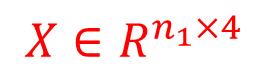 X ∈ R^{n_1×4}